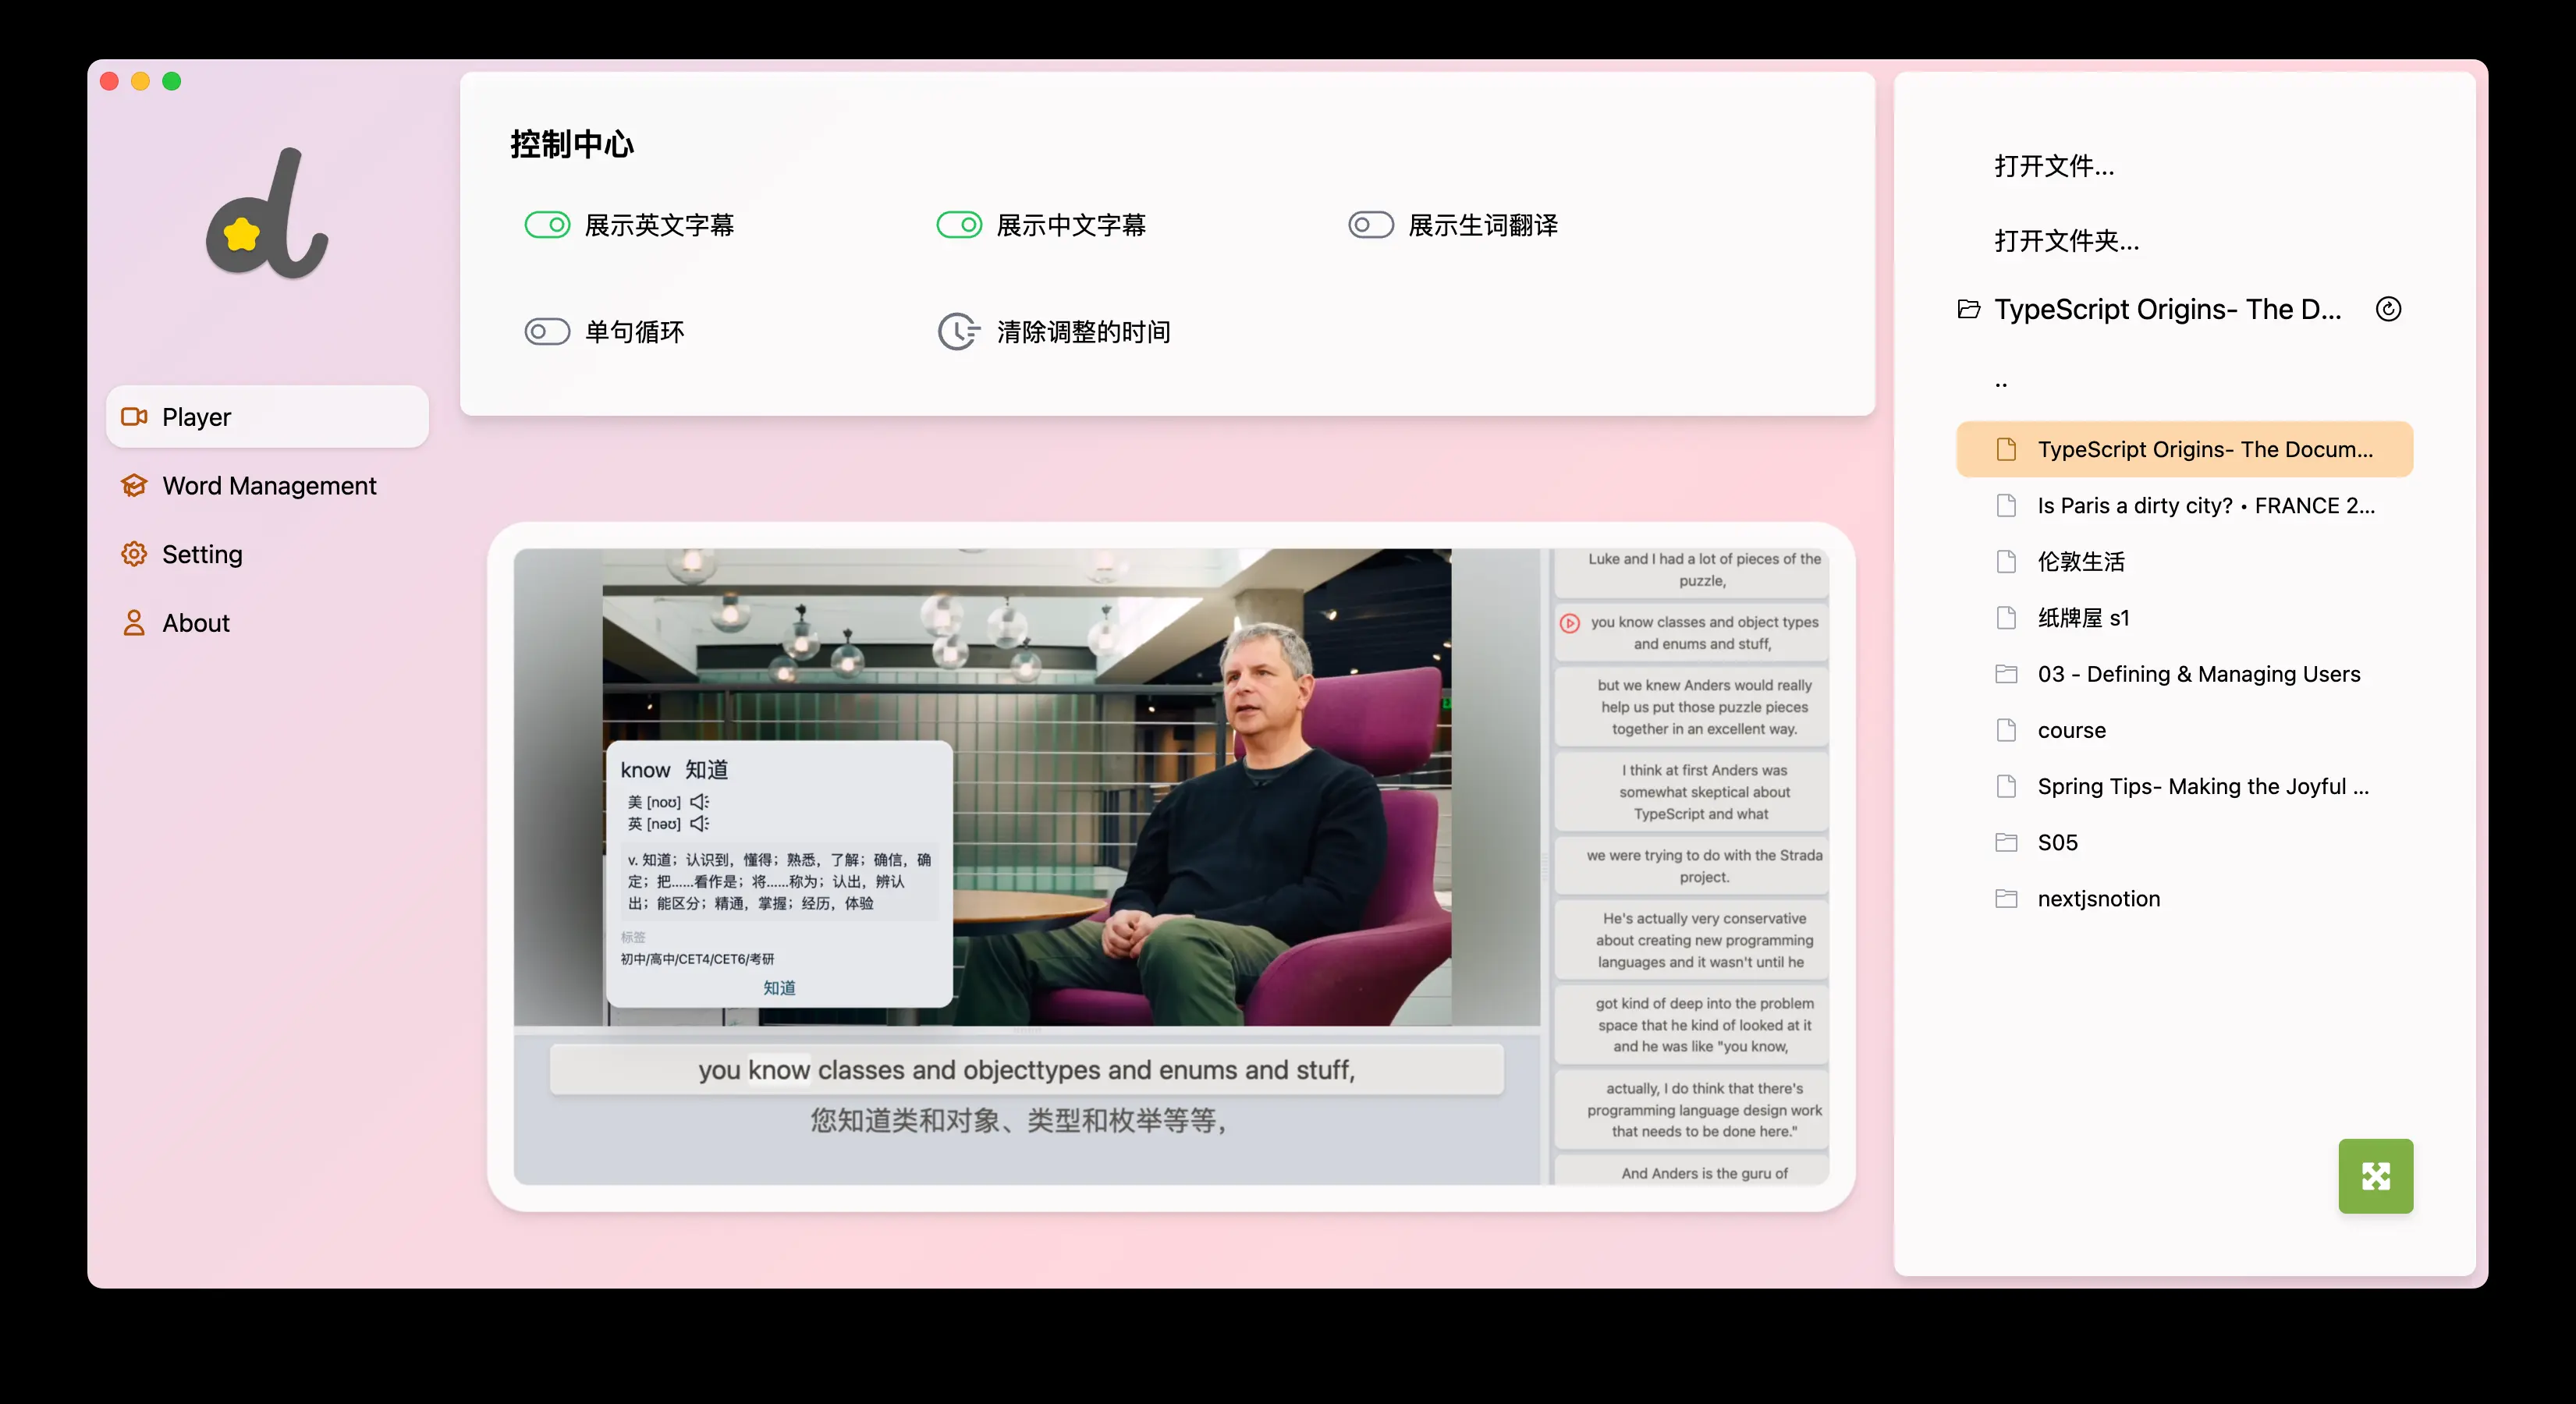 控制中心
展示英文字幕
展示中文字幕
展示生词翻译
单句循环
清除调整的时间
Player
Word Management
Setting
About
know 知道
美 [noʊ]
英 [nəʊ]
v. 知道；认识到，懂得；熟悉，了解；确信，确
定；把……看作是；将……称为；认出，辨认
出；能区分；精通，掌握；经历，体验
标签
初中/高中/CET4/CET6/考研
知道
you know classes and objecttypes and enums and stuff,
您知道类和对象、类型和枚举等等，
Luke and I had a lot of pieces of the
puzzle,
you know classes and object types
and enums and stuff,
but we knew Anders would really
help us put those puzzle pieces
together in an excellent way.
I think at first Anders was
somewhat skeptical about
TypeScript and what
we were trying to do with the Strada
project.
He's actually very conservative
about creating new programming
languages and it wasn't until he
got kind of deep into the problem
space that he kind of looked at it
and he was like "you know,
actually, I do think that there's
programming language design work
that needs to be done here."
And Anders is the guru of
打开文件...
打开文件夹...
TypeScript Origins- The D...
..
TypeScript Origins- The Docum...
Is Paris a dirty city? • FRANCE 2...
伦敦生活
纸牌屋 s1
03 - Defining & Managing Users
course
Spring Tips- Making the Joyful ...
S05
nextjsnotion